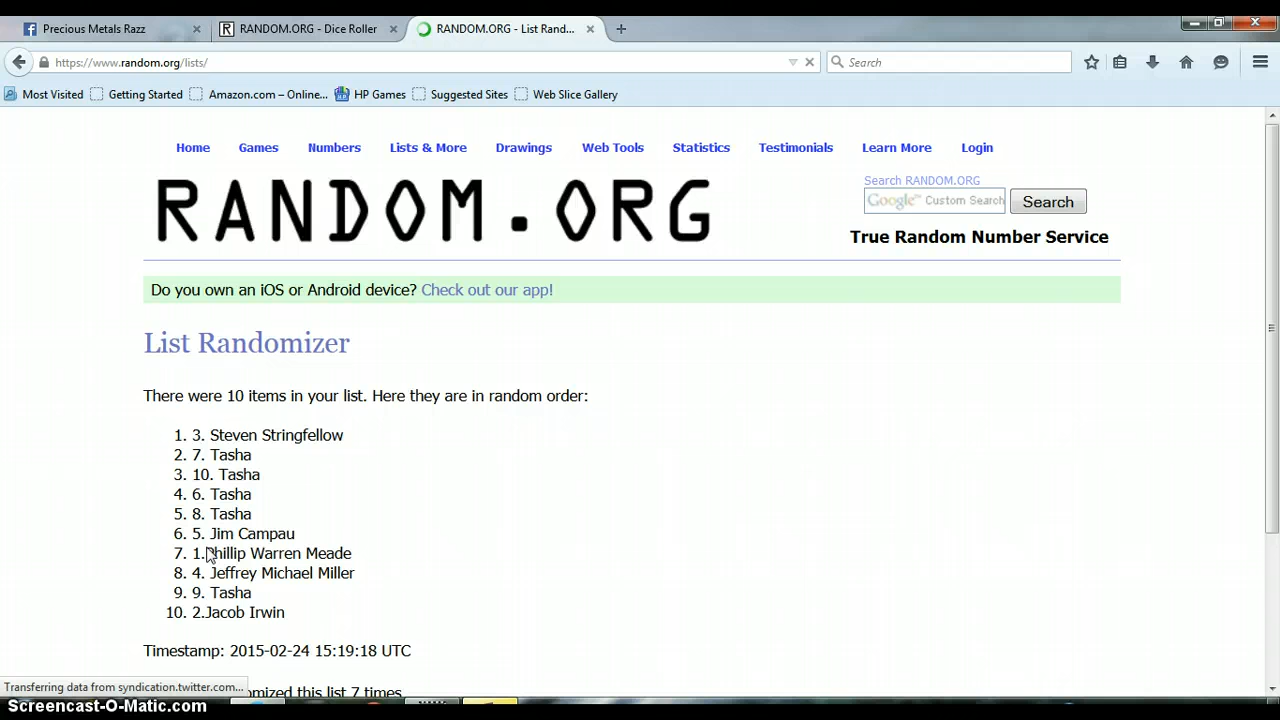 Precious Metals Razz
RANDOM.ORG - Dice Roller
RANDOM.ORG - List Rand...
https://www.random.org/lists/
Search
Most Visited Getting Started Amazon.com – Online... HP Games Suggested Sites Web Slice Gallery
Home Games Numbers Lists & More Drawings Web Tools Statistics Testimonials Learn More Login
RANDOM.ORG
Search RANDOM.ORG
Google™ Custom Search Search
True Random Number Service
Do you own an iOS or Android device? Check out our app!
List Randomizer
There were 10 items in your list. Here they are in random order:
1. 3. Steven Stringfellow
2. 7. Tasha
3. 10. Tasha
4. 6. Tasha
5. 8. Tasha
6. 5. Jim Campau
7. 1.Phillip Warren Meade
8. 4. Jeffrey Michael Miller
9. 9. Tasha
10. 2.Jacob Irwin
Timestamp: 2015-02-24 15:19:18 UTC
this list 7 times
Transferring data from syndication.twitter.com...
Screencast-O-Matic.com